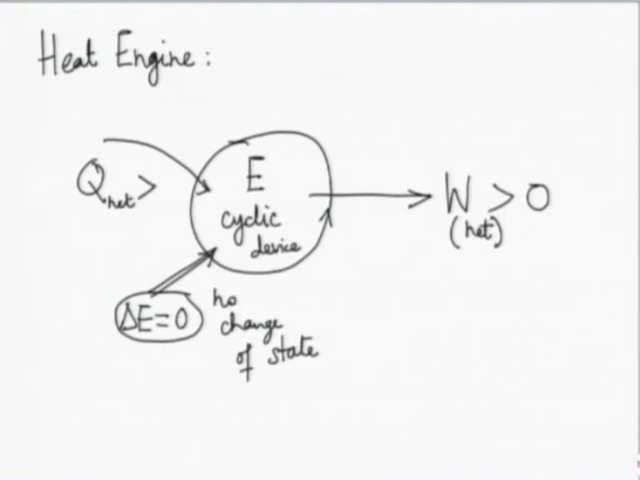 Heat Engine:
Qnet >
E
cyclic
device
W > 0
(net)
ΔE=0
no
change
of state